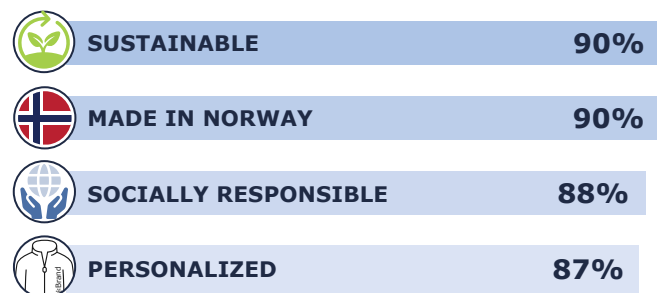 SUSTAINABLE 90%
MADE IN NORWAY 90%
SOCIALLY RESPONSIBLE 88%
PERSONALIZED 87%